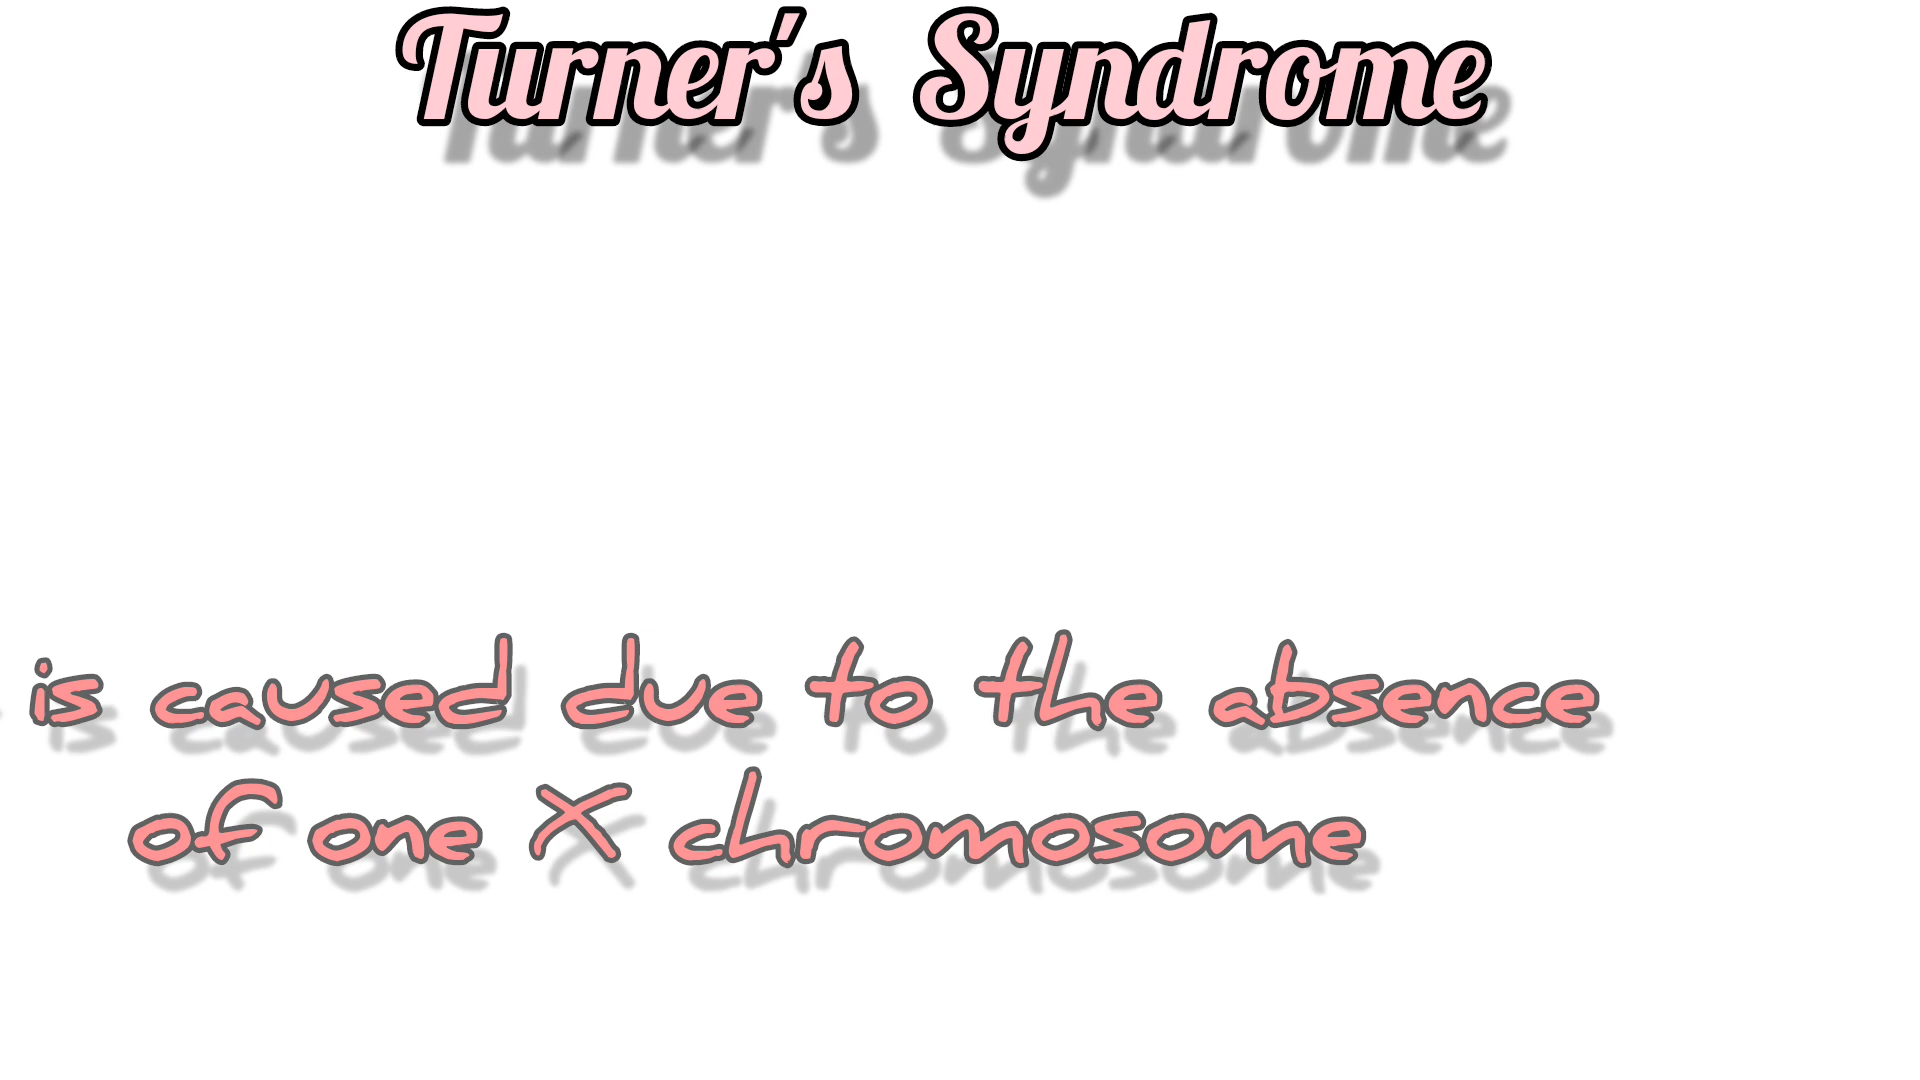 Turner's Syndrome
is caused due to the absence
of one X chromosome